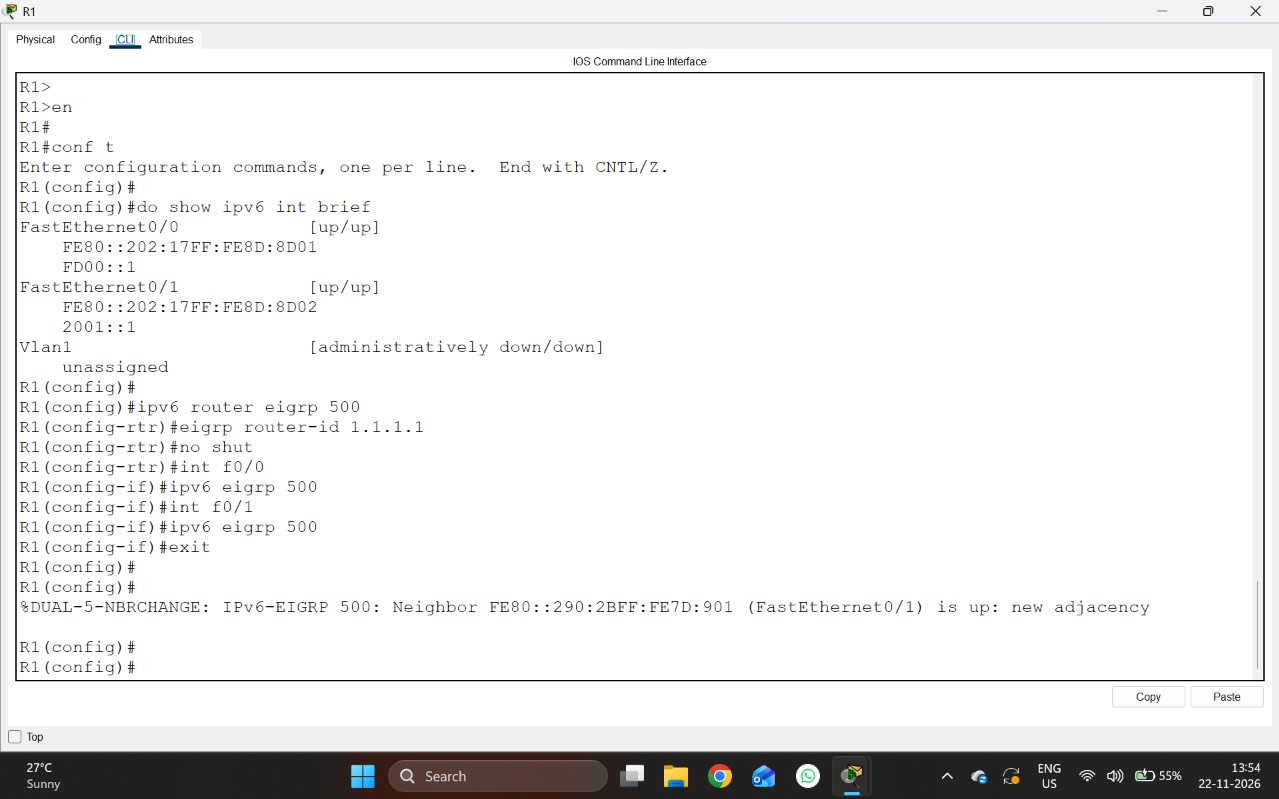 R1
Physical Config CLI Attributes
IOS Command Line Interface
R1>
R1>en
R1#
R1#conf t
Enter configuration commands, one per line.  End with CNTL/Z.
R1(config)#
R1(config)#do show ipv6 int brief
FastEthernet0/0            [up/up]
    FE80::202:17FF:FE8D:8D01
    FD00::1
FastEthernet0/1            [up/up]
    FE80::202:17FF:FE8D:8D02
    2001::1
Vlan1                      [administratively down/down]
    unassigned
R1(config)#
R1(config)#ipv6 router eigrp 500
R1(config-rtr)#eigrp router-id 1.1.1.1
R1(config-rtr)#no shut
R1(config-rtr)#int f0/0
R1(config-if)#ipv6 eigrp 500
R1(config-if)#int f0/1
R1(config-if)#ipv6 eigrp 500
R1(config-if)#exit
R1(config)#
R1(config)#
%DUAL-5-NBRCHANGE: IPv6-EIGRP 500: Neighbor FE80::290:2BFF:FE7D:901 (FastEthernet0/1) is up: new adjacency
R1(config)#
R1(config)#
Copy Paste
Top
27°C
Sunny
Search
ENG
US
55%
13:54
22-11-2026